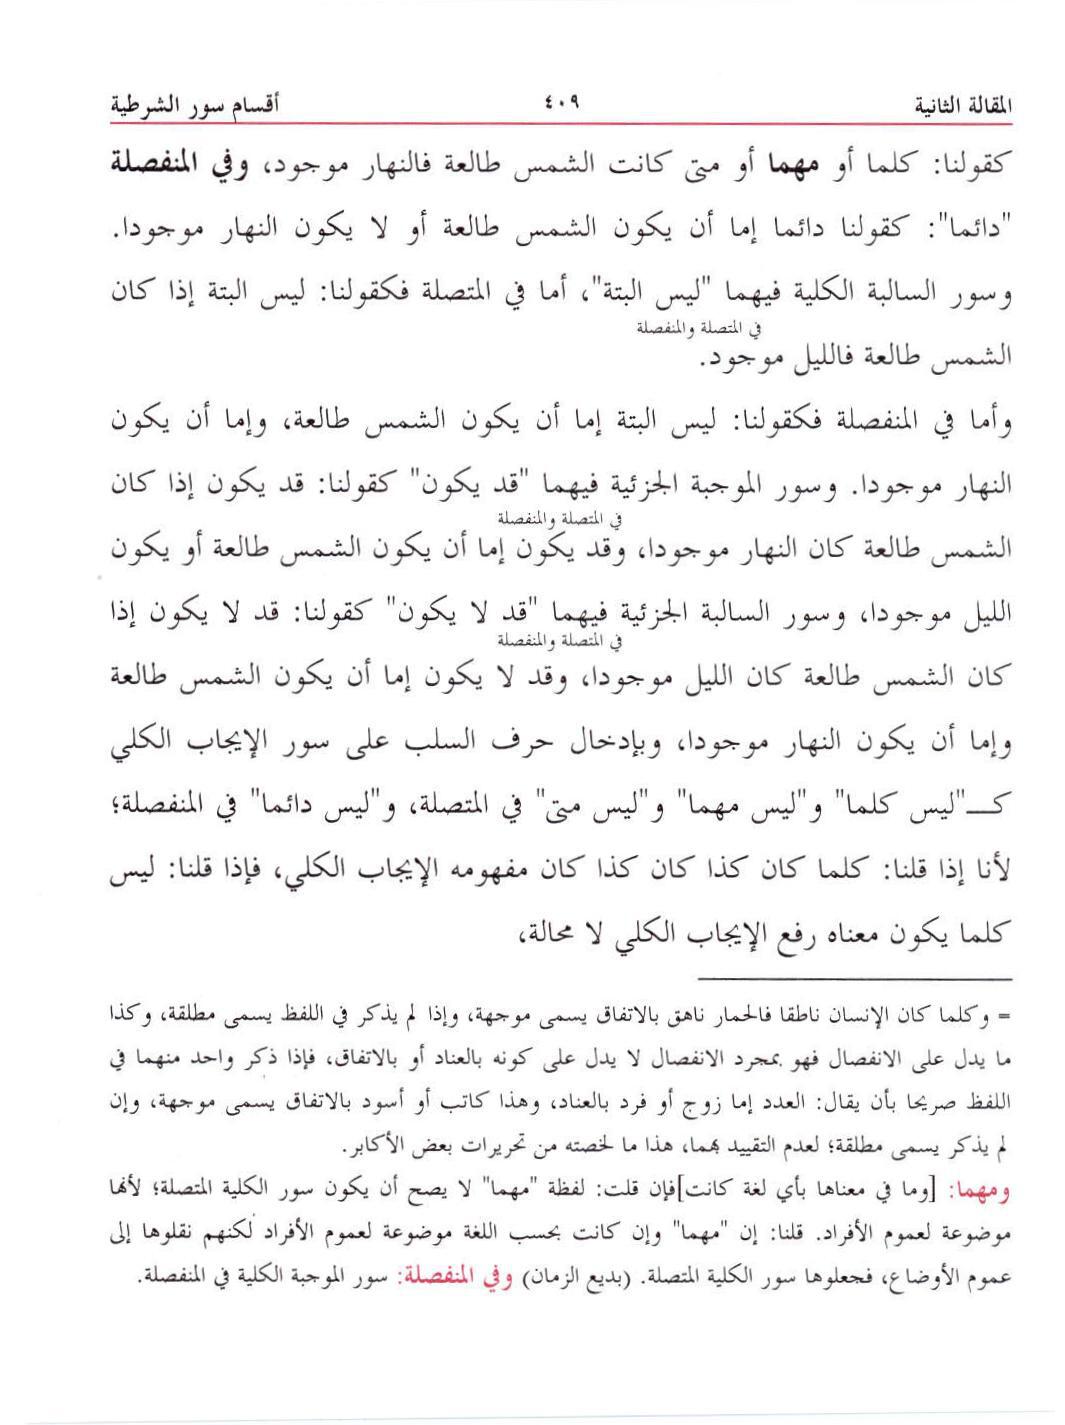 المقالة الثانية ٤٠٩ أقسام سور الشرطية
كقولنا: كلما أو مهما أو متى كانت الشمس طالعة فالنهار موجود، وفي المنفصلة
"دائما": كقولنا دائما إما أن يكون الشمس طالعة أو لا يكون النهار موجودا.
وسور السالبة الكلية فيهما "ليس البتة"، أما في المتصلة فكقولنا: ليس البتة إذا كان
في المتصلة والمنفصلة
الشمس طالعة فالليل موجود.
وأما في المنفصلة فكقولنا: ليس البتة إما أن يكون الشمس طالعة، وإما أن يكون
النهار موجودا. وسور الموجبة الجزئية فيهما "قد يكون" كقولنا: قد يكون إذا كان
في المتصلة والمنفصلة
الشمس طالعة كان النهار موجودا، وقد يكون إما أن يكون الشمس طالعة أو يكون
الليل موجودا، وسور السالبة الجزئية فيهما "قد لا يكون" كقولنا: قد لا يكون إذا
في المتصلة والمنفصلة
كان الشمس طالعة كان الليل موجودا، وقد لا يكون إما أن يكون الشمس طالعة
وإما أن يكون النهار موجودا، وبإدخال حرف السلب على سور الإيجاب الكلي
كـ"ليس كلما" و"ليس مهما" و"ليس متى" في المتصلة، و"ليس دائما" في المنفصلة؛
لأنا إذا قلنا: كلما كان كذا كان كذا كان مفهومه الإيجاب الكلي، فإذا قلنا: ليس
كلما يكون معناه رفع الإيجاب الكلي لا محالة،
= وكلما كان الإنسان ناطقا فالحمار ناهق بالاتفاق يسمى موجهة، وإذا لم يذكر في اللفظ يسمى مطلقة، وكذا
ما يدل على الانفصال فهو بمجرد الانفصال لا يدل على كونه بالعناد أو بالاتفاق، فإذا ذكر واحد منهما في
اللفظ صريحا بأن يقال: العدد إما زوج أو فرد بالعناد، وهذا كاتب أو أسود بالاتفاق يسمى موجهة، وإن
لم يذكر يسمى مطلقة؛ لعدم التقييد بهما، هذا ما لخصته من تحريرات بعض الأكابر.
ومهما: [وما في معناها بأي لغة كانت]فإن قلت: لفظة "مهما" لا يصح أن يكون سور الكلية المتصلة؛ لأنها
موضوعة لعموم الأفراد. قلنا: إن "مهما" وإن كانت بحسب اللغة موضوعة لعموم الأفراد لكنهم نقلوها إلى
عموم الأوضاع، فجعلوها سور الكلية المتصلة. (بديع الزمان) وفي المنفصلة: سور الموجبة الكلية في المنفصلة.